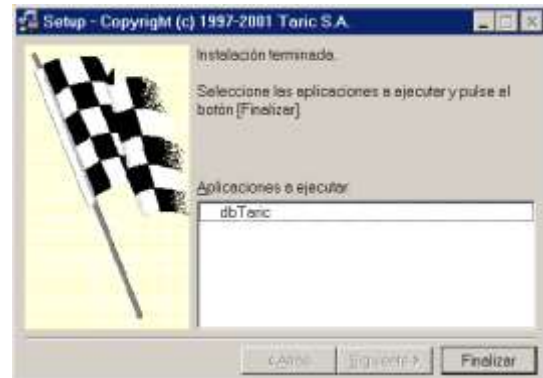 Setup - Copyright (c) 1997-2001 Taric S.A.
Instalación terminada.
Seleccione las aplicaciones a ejecutar y pulse el
botón [Finalizar]
Aplicaciones a ejecutar
dbTaric
< Atrás Siguiente > Finalizar